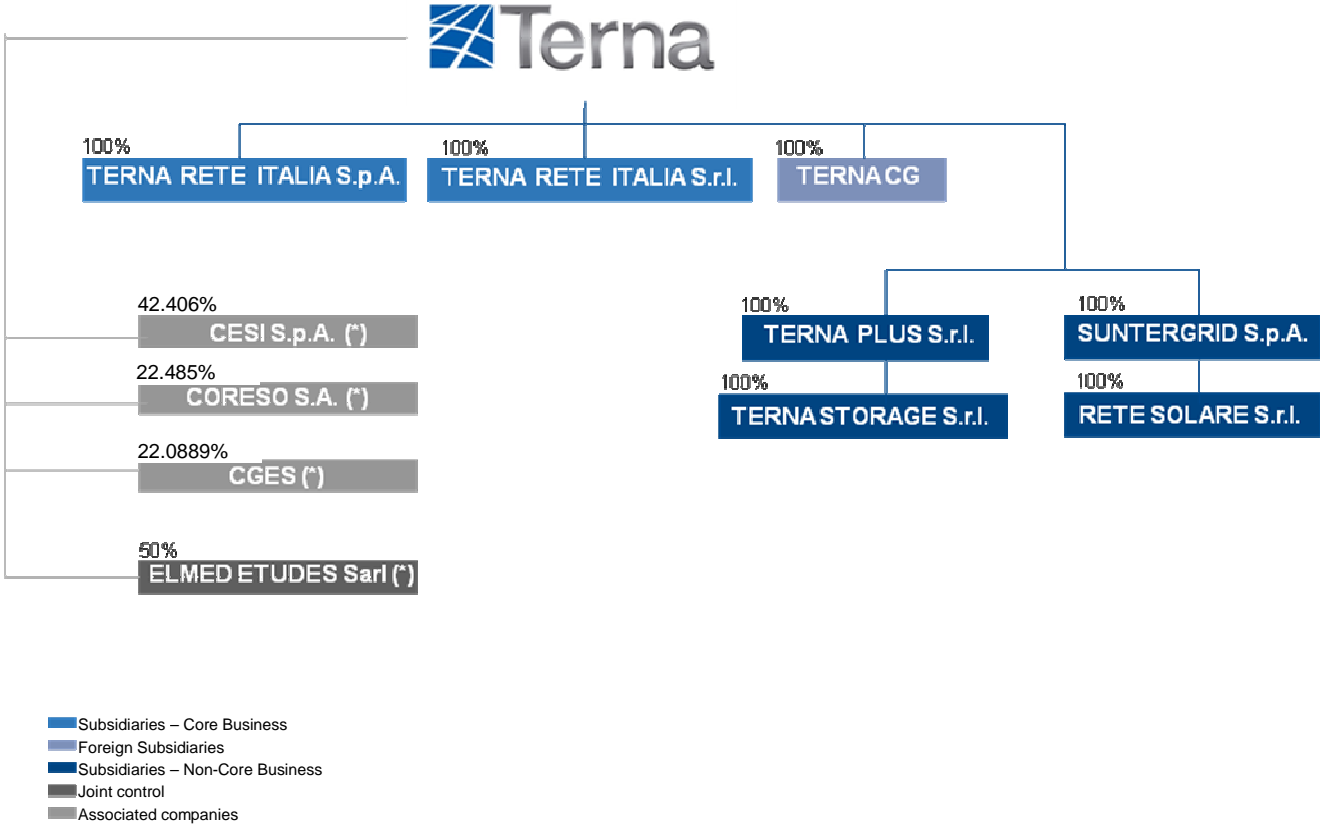 Terna
100%
TERNA RETE ITALIA S.p.A.
100%
TERNA RETE ITALIA S.r.l.
100%
TERNA CG
42.406%
CESI S.p.A. (*)
22.485%
CORESO S.A. (*)
22.0889%
CGES (*)
50%
ELMED ETUDES Sarl (*)
100%
TERNA PLUS S.r.l.
100%
TERNA STORAGE S.r.l.
100%
SUNTERGRID S.p.A.
100%
RETE SOLARE S.r.l.
Subsidiaries – Core Business
Foreign Subsidiaries
Subsidiaries – Non-Core Business
Joint control
Associated companies